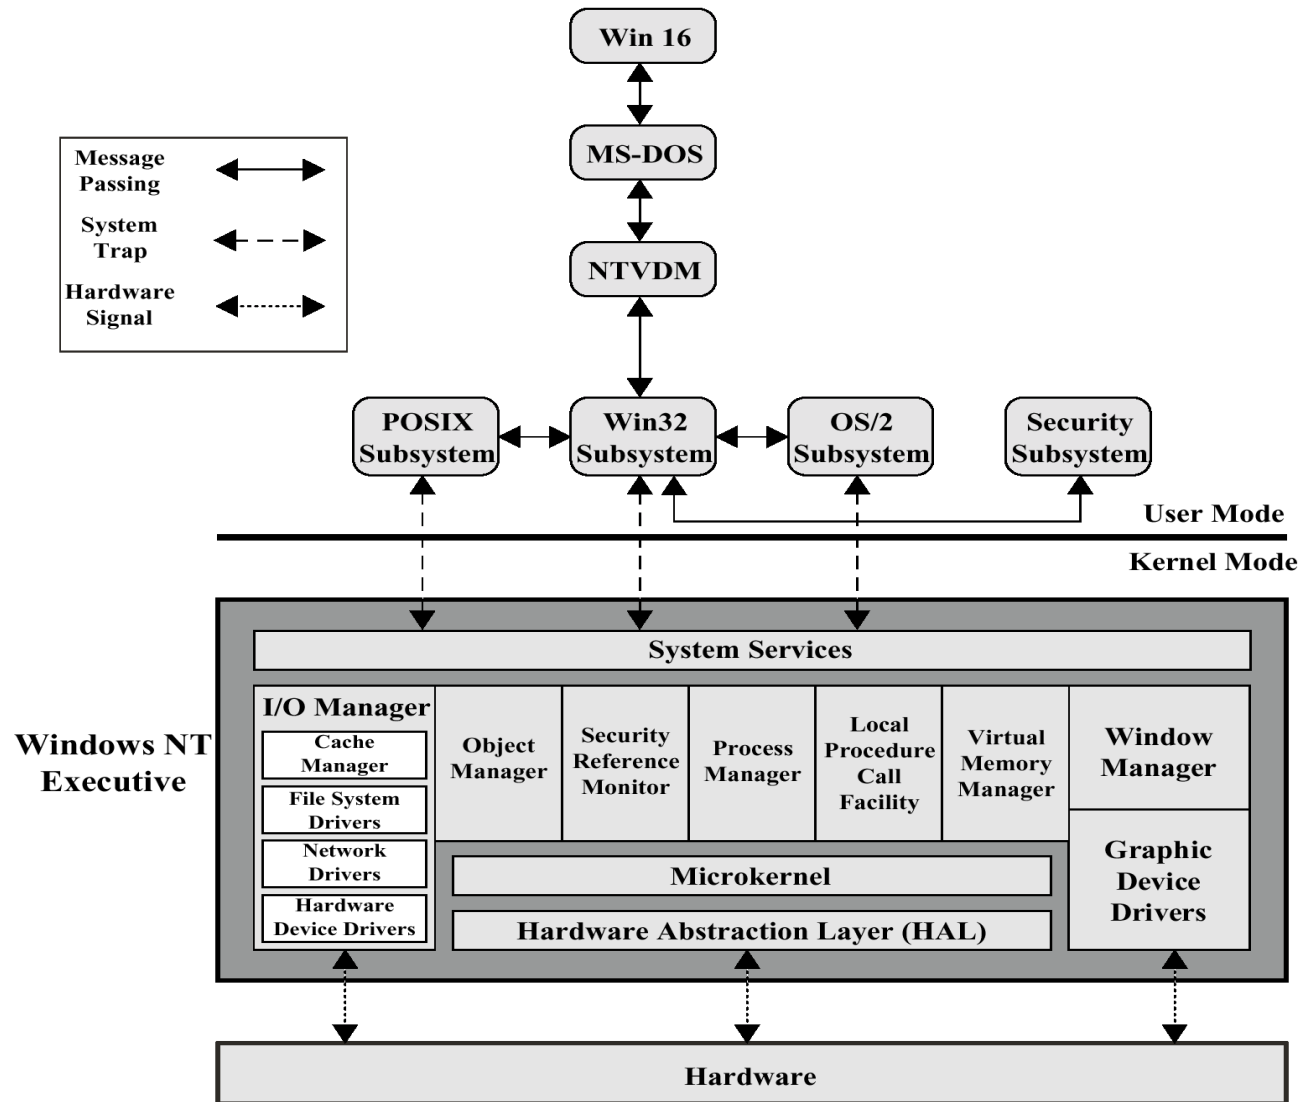 Win 16
MS-DOS
NTVDM
Message
Passing
System
Trap
Hardware
Signal
POSIX
Subsystem
Win32
Subsystem
OS/2
Subsystem
Security
Subsystem
User Mode
Kernel Mode
Windows NT
Executive
System Services
I/O Manager
Cache
Manager
File System
Drivers
Network
Drivers
Hardware
Device Drivers
Object
Manager
Security
Reference
Monitor
Process
Manager
Local
Procedure
Call
Facility
Virtual
Memory
Manager
Window
Manager
Graphic
Device
Drivers
Microkernel
Hardware Abstraction Layer (HAL)
Hardware